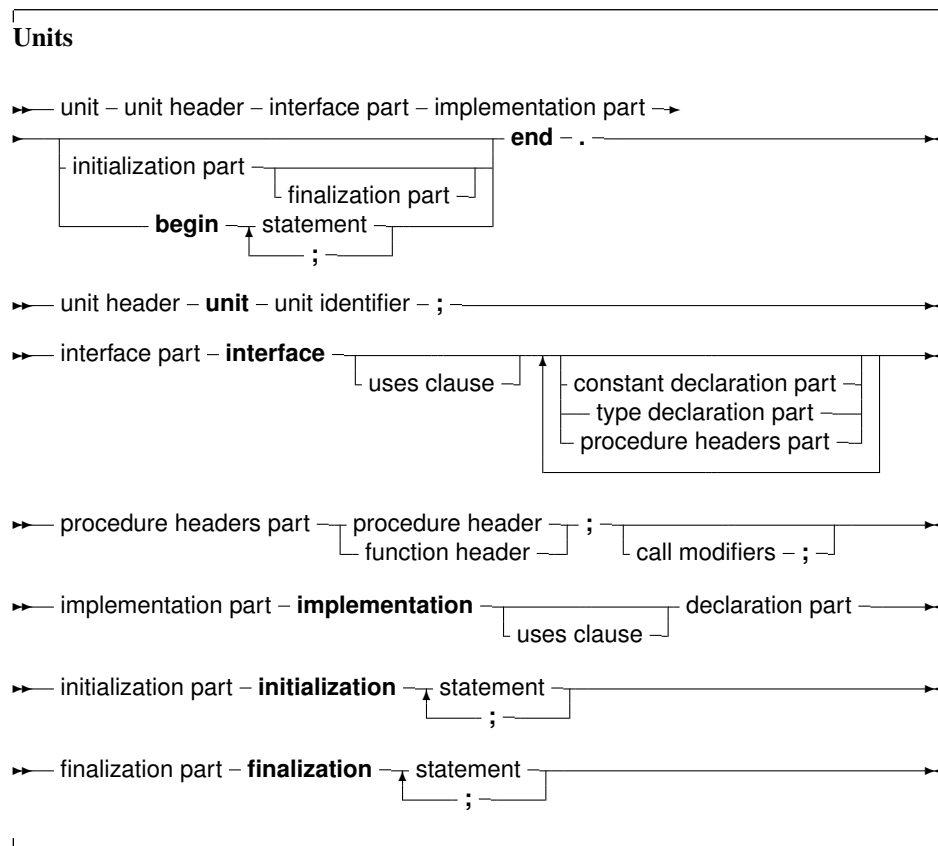 Units
unit – unit header – interface part – implementation part
end – .
initialization part
finalization part
begin statement
;
unit header – unit – unit identifier – ;
interface part – interface
uses clause constant declaration part
type declaration part
procedure headers part
procedure headers part procedure header ;
function header call modifiers – ;
implementation part – implementation declaration part
uses clause
initialization part – initialization statement
;
finalization part – finalization statement
;